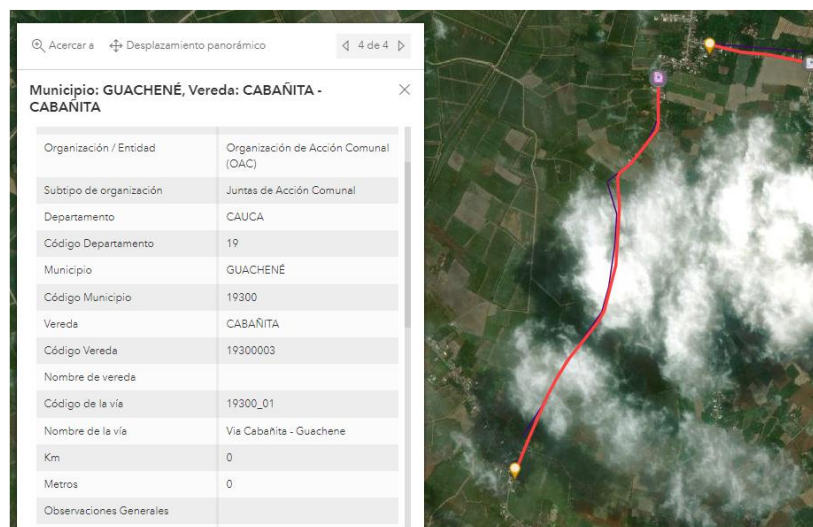 Acercar a
Desplazamiento panorámico
4 de 4
Municipio: GUACHENÉ, Vereda: CABAÑITA -
CABAÑITA
Organización / Entidad
Organización de Acción Comunal
(OAC)
Subtipo de organización
Juntas de Acción Comunal
Departamento
CAUCA
Código Departamento
19
Municipio
GUACHENÉ
Código Municipio
19300
Vereda
CABAÑITA
Código Vereda
19300003
Nombre de vereda
Código de la vía
19300_01
Nombre de la vía
Via Cabañita - Guachene
Km
0
Metros
0
Observaciones Generales